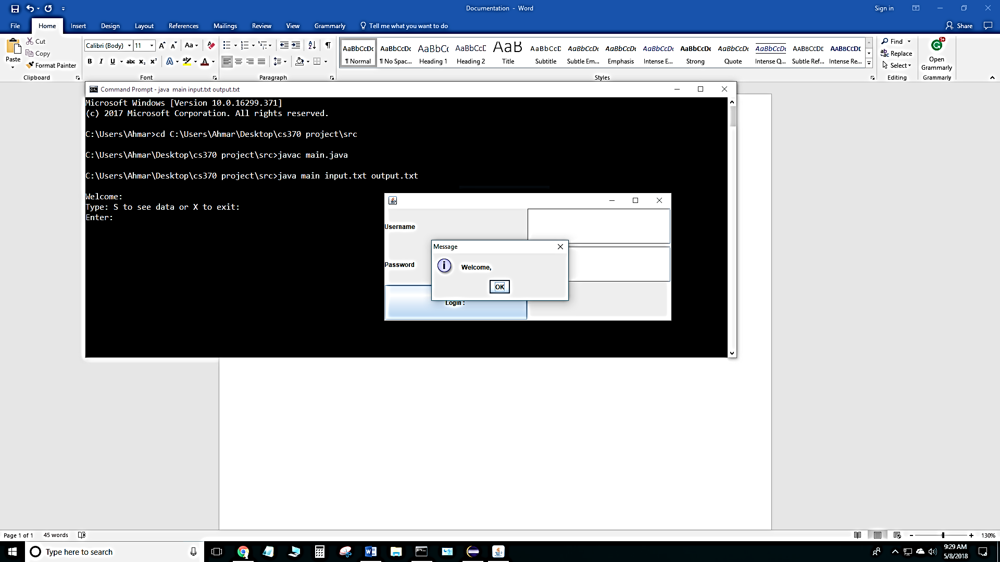 Documentation - Word
Sign in
File Home Insert Design Layout References Mailings Review View Grammarly Tell me what you want to do
Share
Paste
Cut
Copy
Format Painter
Clipboard
Calibri (Body) 11
Font
Paragraph
AaBbCcDc AaBbCcDc AaBbCc AaBbCcD AaB AaBbCcD AaBbCcDc AaBbCcDc AaBbCcDc AaBbCcDc AaBbCcDc AaBbCcDc AABBCCDE AABBCCDE
¶ Normal ¶ No Spac... Heading 1 Heading 2 Title Subtitle Subtle Em... Emphasis Intense E... Strong Quote Intense Q... Subtle Ref... Intense Re...
Styles
Find
Replace
Select
Editing
Open
Grammarly
Grammarly
Command Prompt - java main input.txt output.txt
Microsoft Windows [Version 10.0.16299.371]
(c) 2017 Microsoft Corporation. All rights reserved.
C:\Users\Ahmar>cd C:\Users\Ahmar\Desktop\cs370 project\src
C:\Users\Ahmar\Desktop\cs370 project\src>javac main.java
C:\Users\Ahmar\Desktop\cs370 project\src>java main input.txt output.txt
Welcome:
Type: S to see data or X to exit:
Enter:
Username
Password
Login :
Message
Welcome,
OK
Page 1 of 1 45 words
130%
Type here to search
9:29 AM
5/8/2018